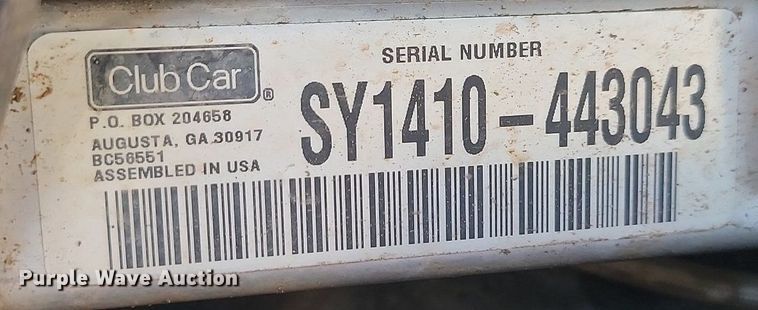 Club Car®
P.O. BOX 204658
AUGUSTA, GA 30917
BC56551
ASSEMBLED IN USA
SERIAL NUMBER
SY1410-443043
Purple Wave Auction